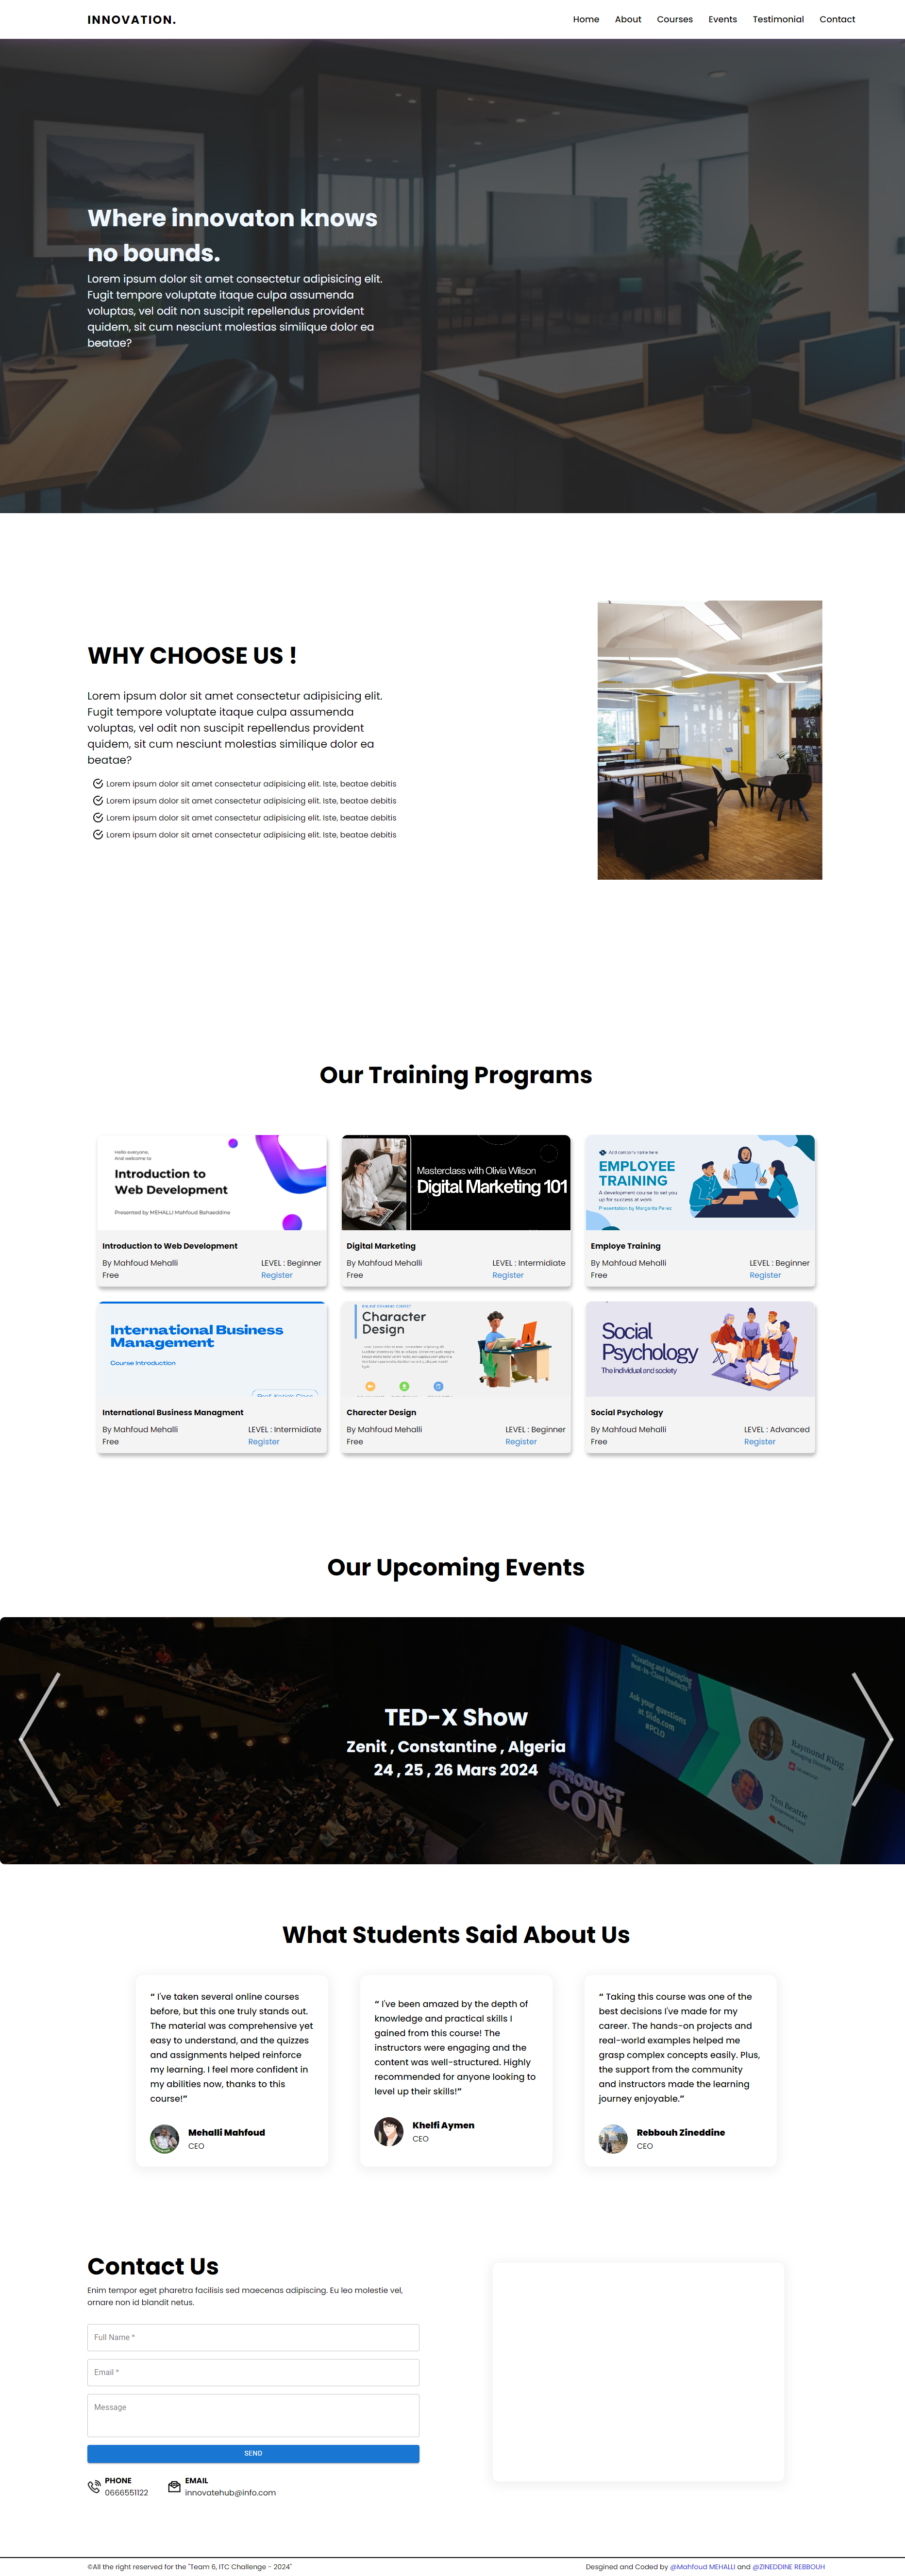 INNOVATION.
Home About Courses Events Testimonial Contact
Where innovaton knows
no bounds.
Lorem ipsum dolor sit amet consectetur adipisicing elit.
Fugit tempore voluptate itaque culpa assumenda
voluptas, vel odit non suscipit repellendus provident
quidem, sit cum nesciunt molestias similique dolor ea
beatae?
WHY CHOOSE US !
Lorem ipsum dolor sit amet consectetur adipisicing elit.
Fugit tempore voluptate itaque culpa assumenda
voluptas, vel odit non suscipit repellendus provident
quidem, sit cum nesciunt molestias similique dolor ea
beatae?
Lorem ipsum dolor sit amet consectetur adipisicing elit. Iste, beatae debitis
Lorem ipsum dolor sit amet consectetur adipisicing elit. Iste, beatae debitis
Lorem ipsum dolor sit amet consectetur adipisicing elit. Iste, beatae debitis
Lorem ipsum dolor sit amet consectetur adipisicing elit. Iste, beatae debitis
Our Training Programs
Hello everyone,
And welcome to
Introduction to
Web Development
Presented by MEHALLI Mahfoud Bahaeddine
Introduction to Web Development
By Mahfoud Mehalli LEVEL : Beginner
Free Register
Masterclass with Olivia Wilson
Digital Marketing 101
Digital Marketing
By Mahfoud Mehalli LEVEL : Intermidiate
Free Register
Add company name here
EMPLOYEE
TRAINING
A development course to set you
up for success at work
Presentation by Margarita Perez
Employe Training
By Mahfoud Mehalli LEVEL : Beginner
Free Register
International Business
Management
Course Introduction
International Business Managment
By Mahfoud Mehalli LEVEL : Intermidiate
Free Register
Character
Design
Charecter Design
By Mahfoud Mehalli LEVEL : Beginner
Free Register
Social
Psychology
The individual and society
Social Psychology
By Mahfoud Mehalli LEVEL : Advanced
Free Register
Our Upcoming Events
"Creating and Managing
Best-In-Class Products"
Ask your questions
at Slido.com
#PCLO
Raymond King
Tim Beattie
#PRODUCT
CON
TED-X Show
Zenit , Constantine , Algeria
24 , 25 , 26 Mars 2024
What Students Said About Us
“ I've taken several online courses
before, but this one truly stands out.
The material was comprehensive yet
easy to understand, and the quizzes
and assignments helped reinforce
my learning. I feel more confident in
my abilities now, thanks to this
course!”
Mehalli Mahfoud
CEO
“ I've been amazed by the depth of
knowledge and practical skills I
gained from this course! The
instructors were engaging and the
content was well-structured. Highly
recommended for anyone looking to
level up their skills!”
Khelfi Aymen
CEO
“ Taking this course was one of the
best decisions I've made for my
career. The hands-on projects and
real-world examples helped me
grasp complex concepts easily. Plus,
the support from the community
and instructors made the learning
journey enjoyable.”
Rebbouh Zineddine
CEO
Contact Us
Enim tempor eget pharetra facilisis sed maecenas adipiscing. Eu leo molestie vel,
ornare non id blandit netus.
Full Name *
Email *
Message
SEND
PHONE
0666551122
EMAIL
innovatehub@info.com
©All the right reserved for the "Team 6, ITC Challenge - 2024"
Desgined and Coded by @Mahfoud MEHALLI and @ZINEDDINE REBBOUH